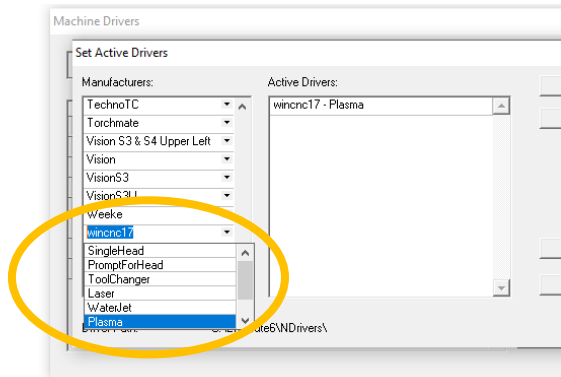 Machine Drivers
Set Active Drivers
Manufacturers:
Active Drivers:
TechnoTC
Torchmate
Vision S3 & S4 Upper Left
Vision
VisionS3
VisionS3U
Weeke
wincnc17
SingleHead
PromptForHead
ToolChanger
Laser
WaterJet
Plasma
wincnc17 - Plasma
\NDrivers\